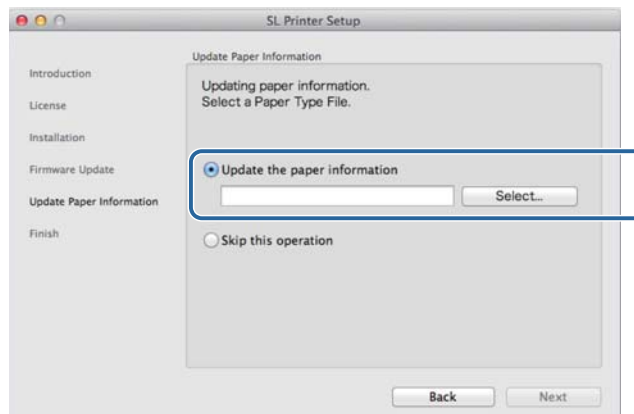 SL Printer Setup
Introduction
License
Installation
Firmware Update
Update Paper Information
Finish
Update Paper Information
Updating paper information.
Select a Paper Type File.
Update the paper information
Select...
Skip this operation
Back
Next